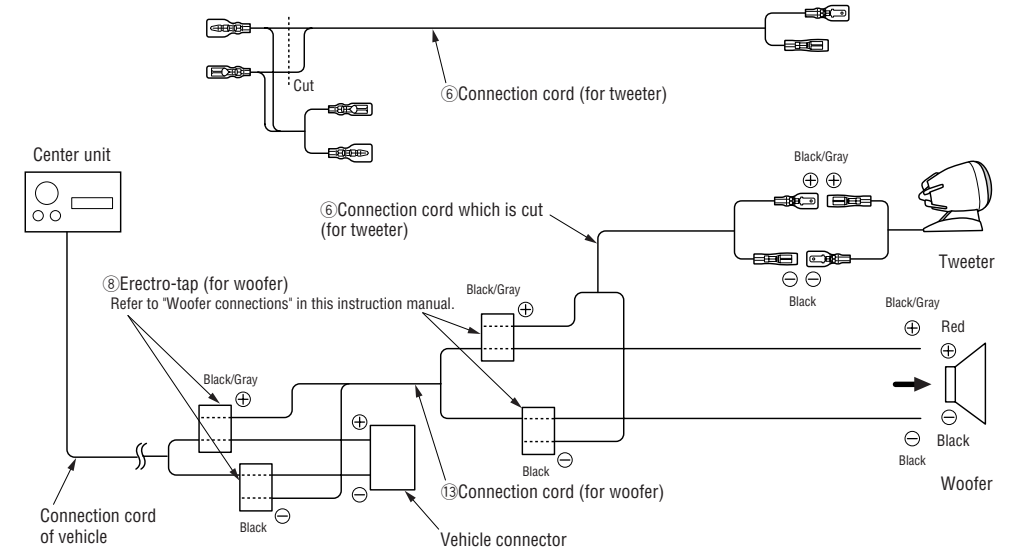 Cut
⑥Connection cord (for tweeter)
Center unit
Black/Gray
⊕ ⊕
⑥Connection cord which is cut
(for tweeter)
Tweeter
⊖ ⊖
Black
⑧Erectro-tap (for woofer)
Refer to "Woofer connections" in this instruction manual.
Black/Gray
⊕
Black/Gray
⊕
Red
⊕
Black/Gray
⊕
⊕
⊖
Black
⊖
Black
Woofer
Black
⊖
⑬Connection cord (for woofer)
⊖
Black
⊖
Connection cord
of vehicle
Vehicle connector